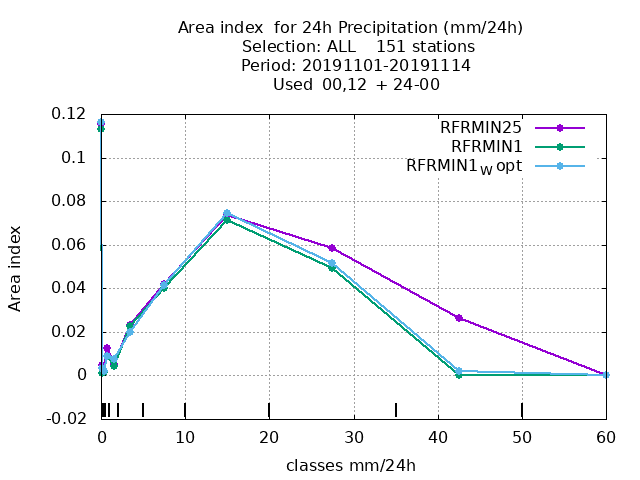 Area index  for 24h Precipitation (mm/24h)
Selection: ALL    151 stations
Period: 20191101-20191114
Used  00,12  + 24-00
0.12
0.1
0.08
0.06
0.04
0.02
0
-0.02
Area index
RFRMIN25
RFRMIN1
RFRMIN1w opt
0 10 20 30 40 50 60
classes mm/24h